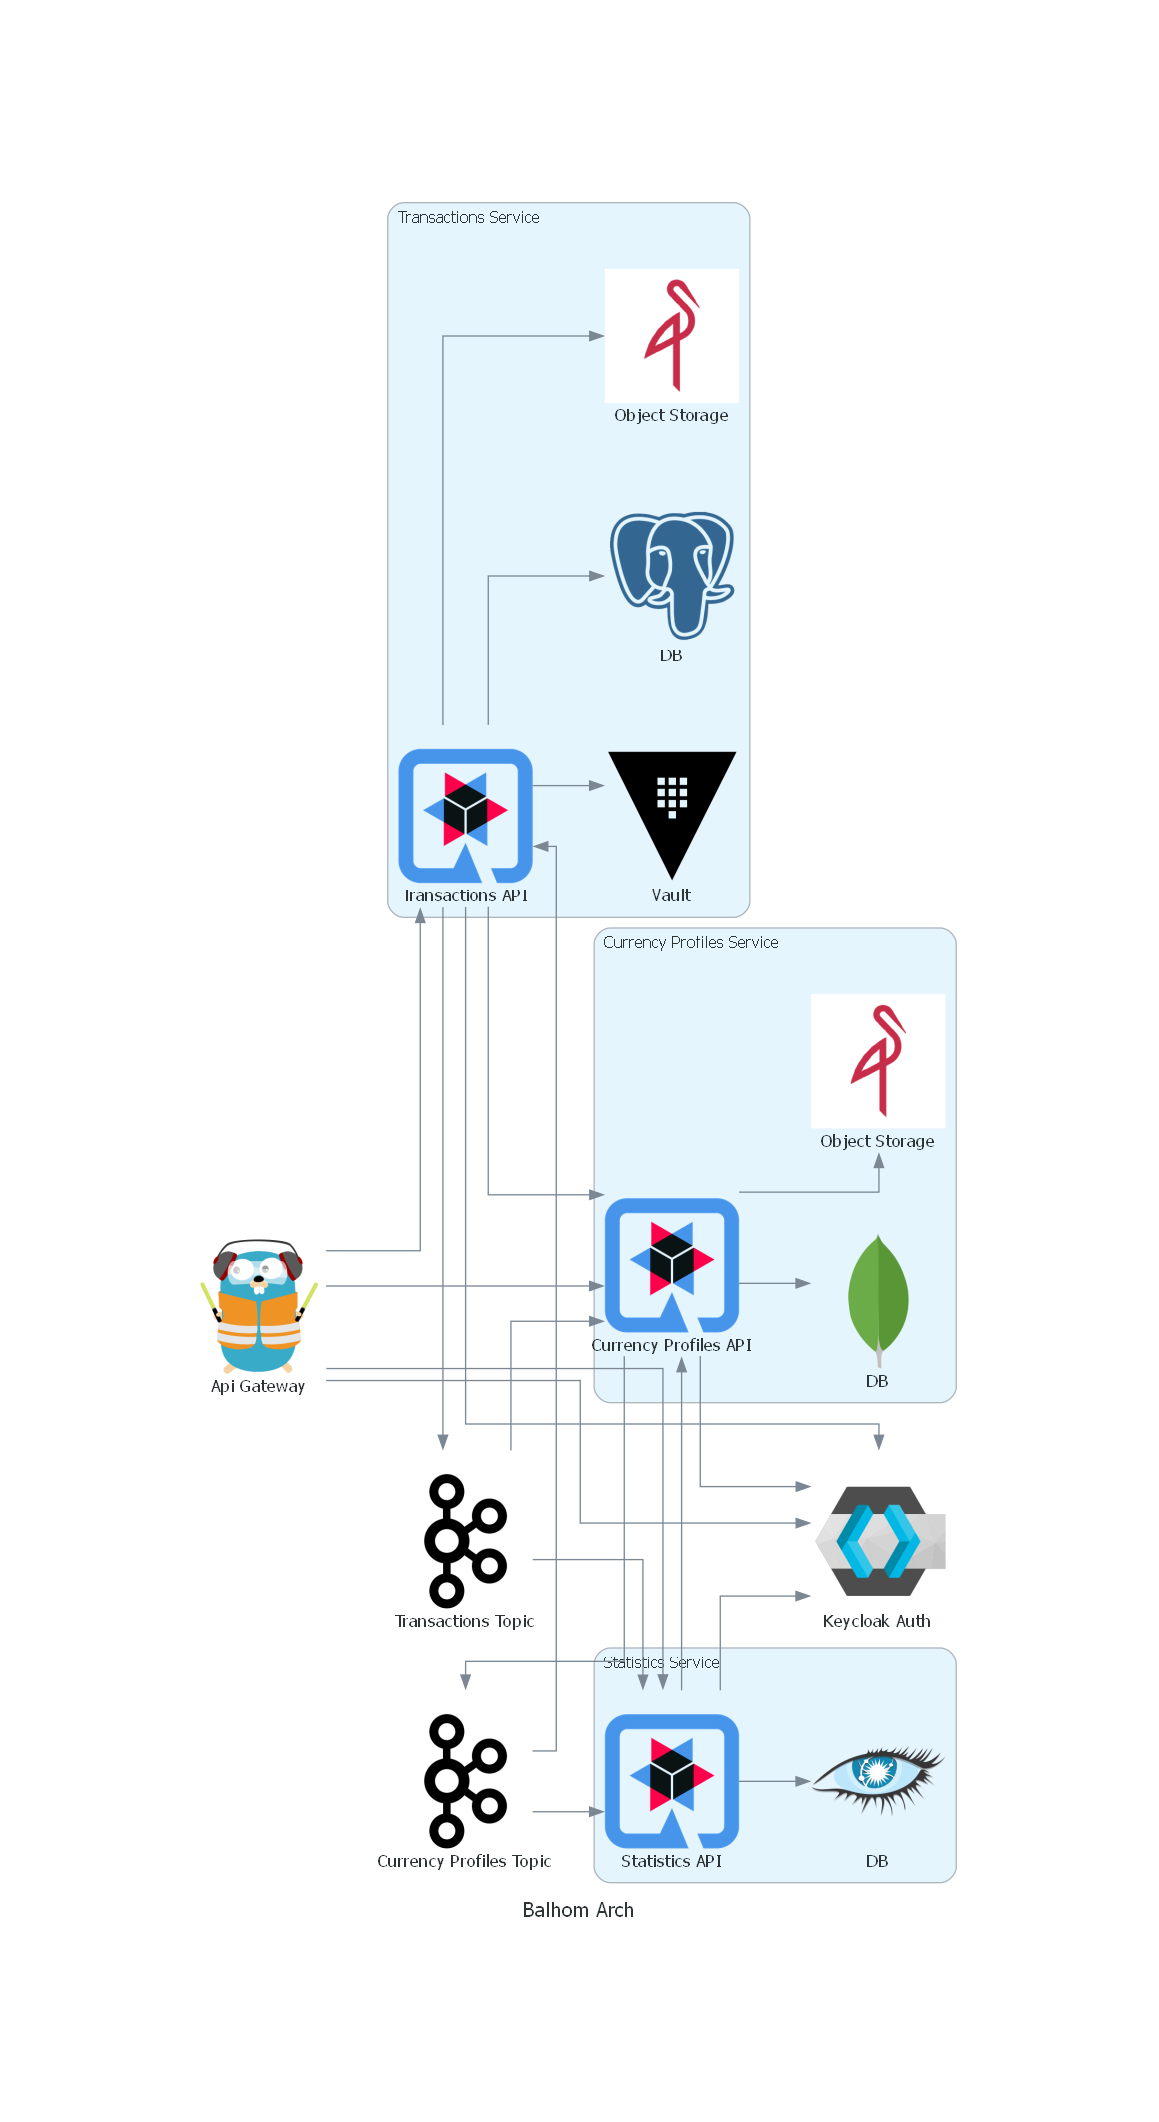 Transactions Service
Object Storage
DB
Transactions API
Vault
Currency Profiles Service
Object Storage
Currency Profiles API
DB
Api Gateway
Transactions Topic
Keycloak Auth
Statistics Service
Currency Profiles Topic
Statistics API
DB
Balhom Arch